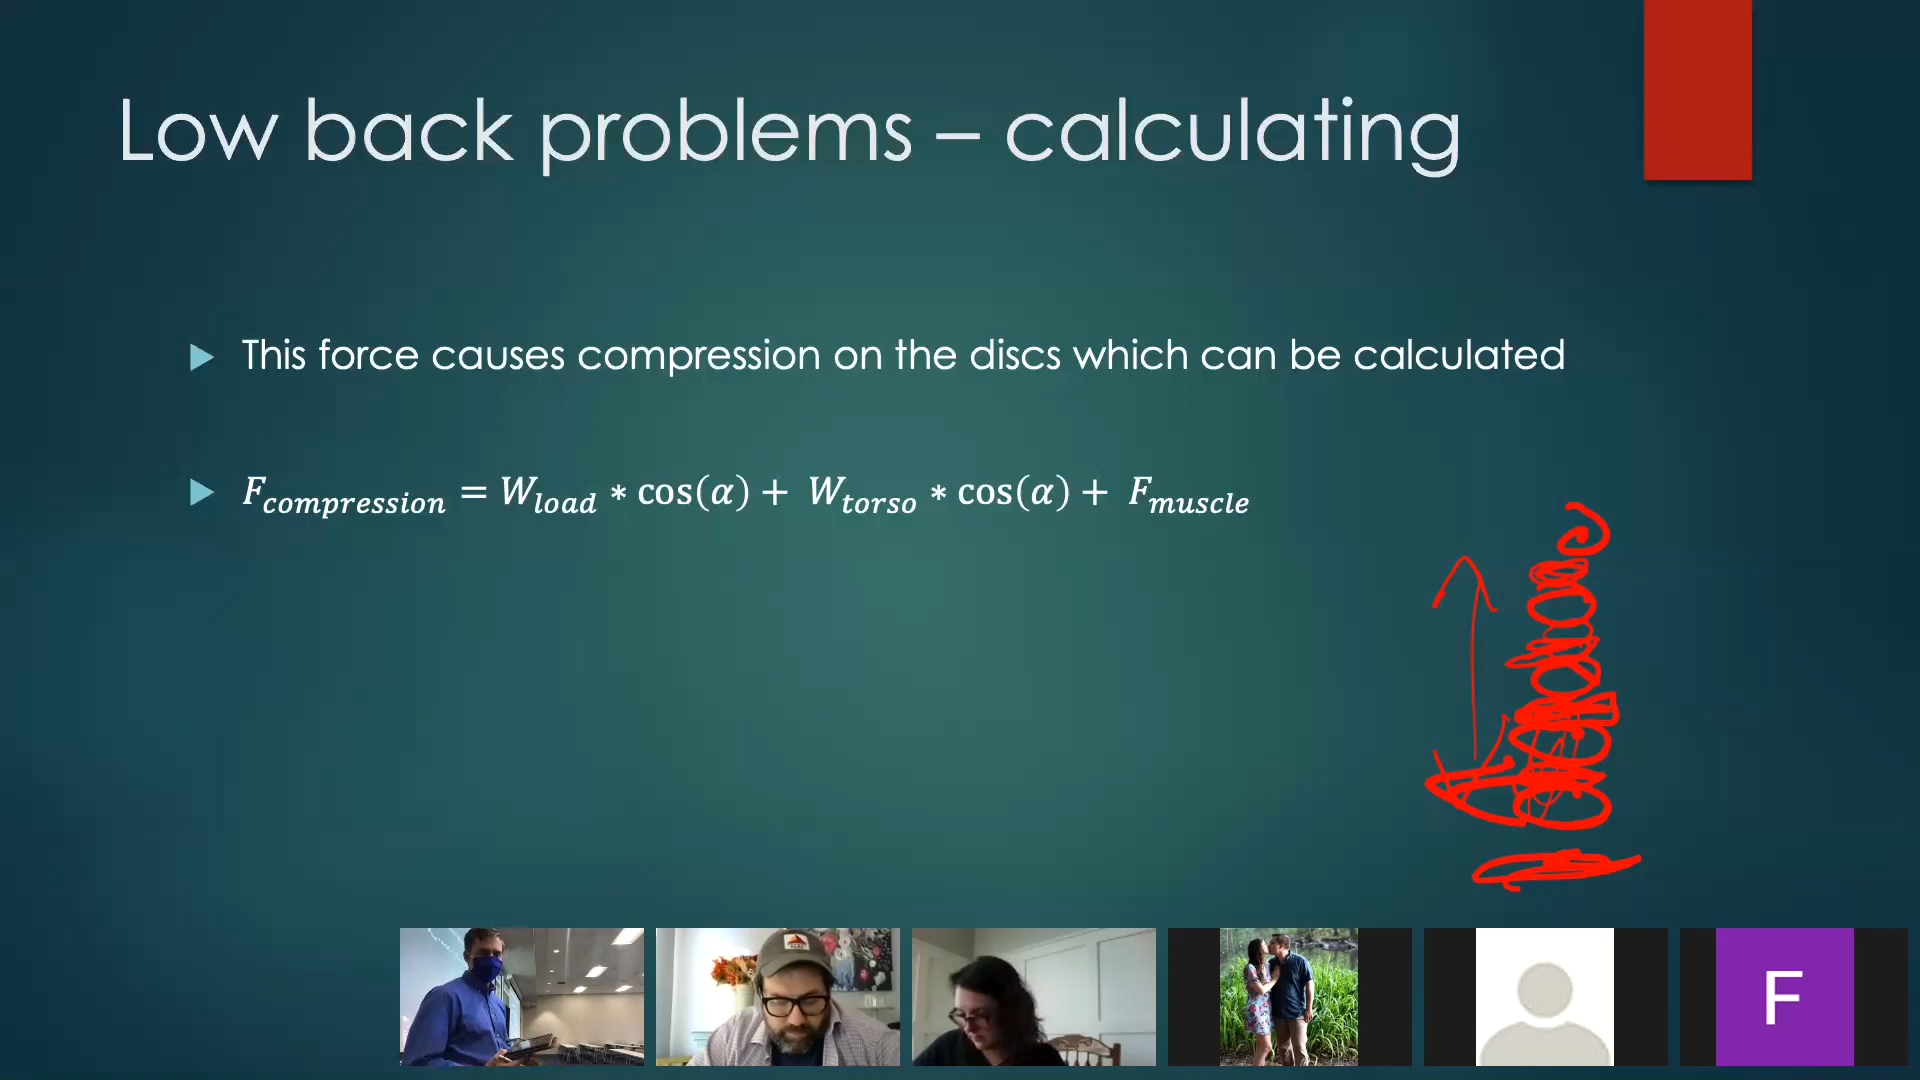 Low back problems – calculating
This force causes compression on the discs which can be calculated
F_compression = W_load * cos(α) + W_torso * cos(α) + F_muscle
F